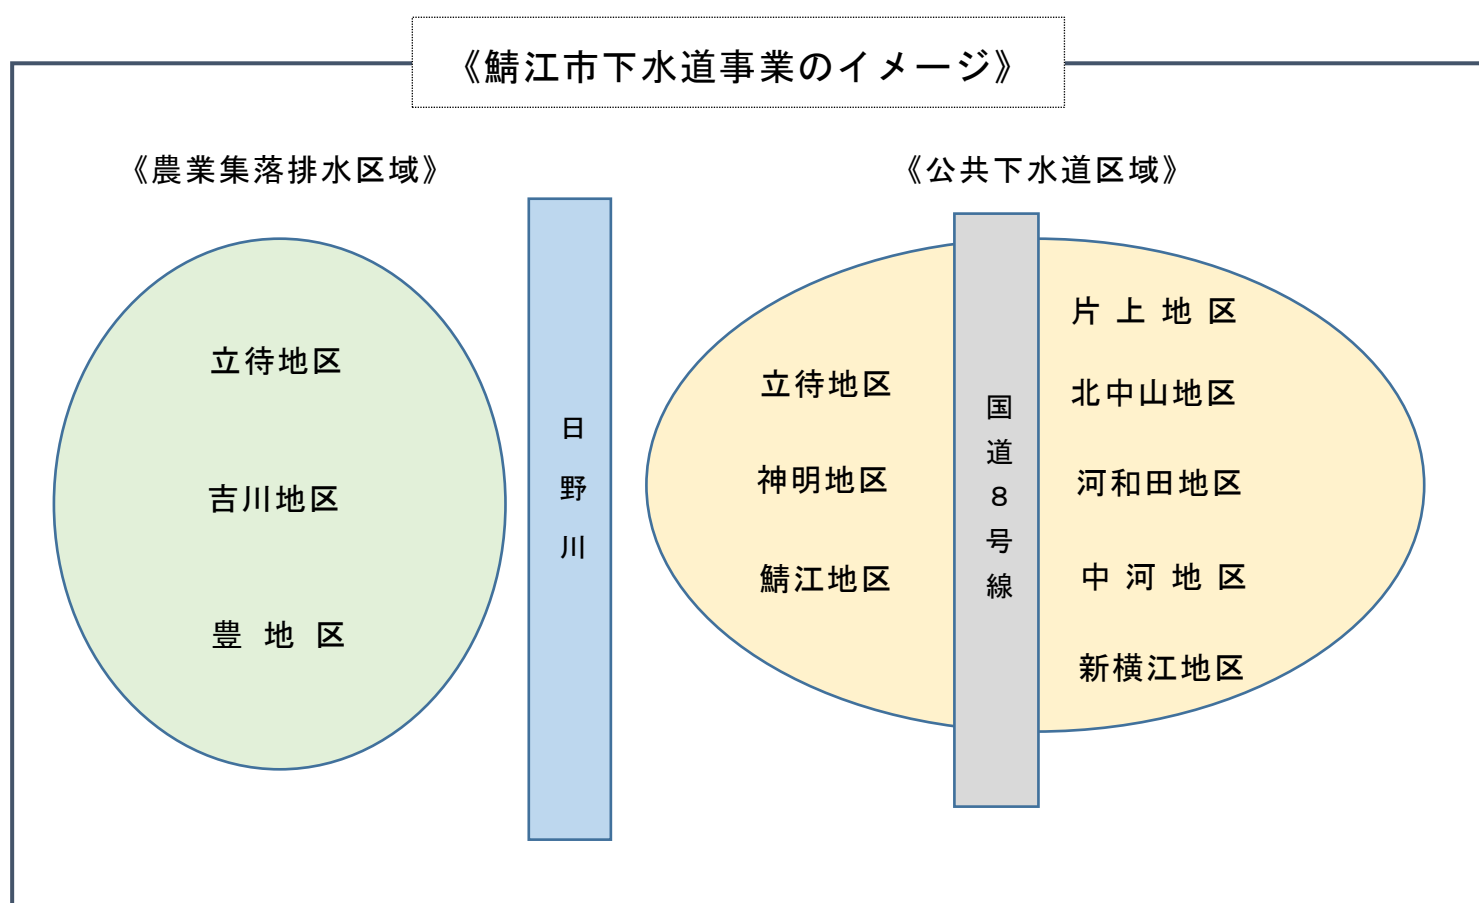 《鯖江市下水道事業のイメージ》
《農業集落排水区域》
立待地区
吉川地区
豊地区
日野川
《公共下水道区域》
立待地区
神明地区
鯖江地区
国道８号線
片上地区
北中山地区
河和田地区
中河地区
新横江地区